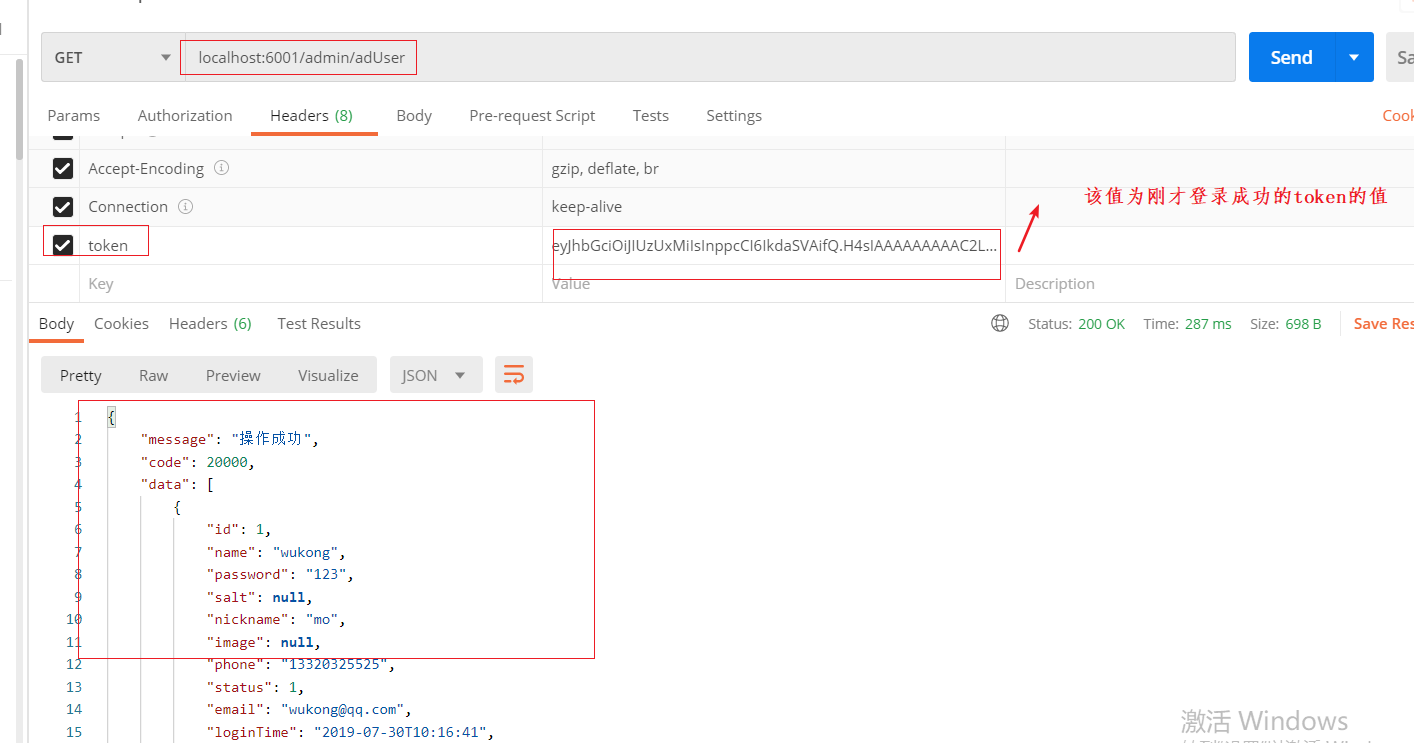 GET localhost:6001/admin/adUser Send Sa
Params Authorization Headers (8) Body Pre-request Script Tests Settings Cook
Accept-Encoding gzip, deflate, br
Connection keep-alive
该值为刚才登录成功的token的值
token eyJhbGciOiJIUzUxMiIsInppcCI6IkdaSVAifQ.H4sIAAAAAAAAAC2L...
Key Value Description
Body Cookies Headers (6) Test Results Status: 200 OK Time: 287 ms Size: 698 B Save Res
Pretty Raw Preview Visualize JSON
1 {
2 "message": "操作成功",
3 "code": 20000,
4 "data": [
5 {
6 "id": 1,
7 "name": "wukong",
8 "password": "123",
9 "salt": null,
10 "nickname": "mo",
11 "image": null,
12 "phone": "13320325525",
13 "status": 1,
14 "email": "wukong@qq.com",
15 "loginTime": "2019-07-30T10:16:41",
激活 Windows